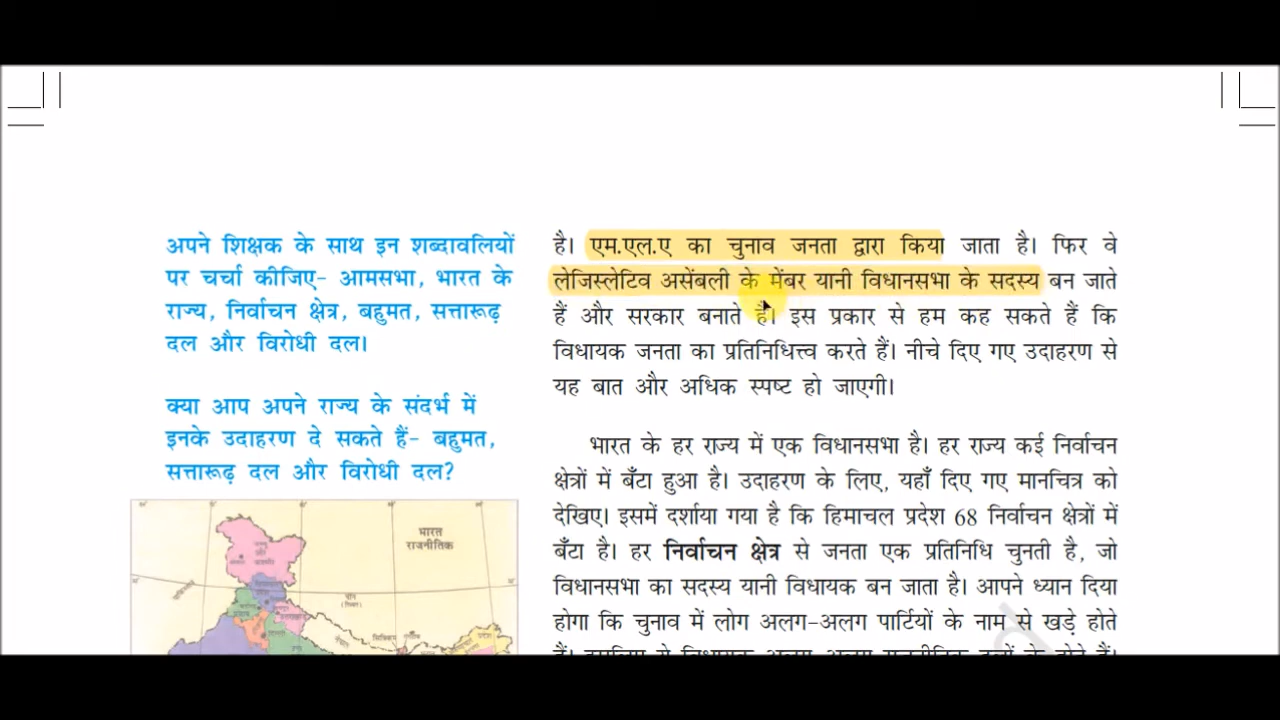 अपने शिक्षक के साथ इन शब्दावलियों
पर चर्चा कीजिए– आमसभा, भारत के
राज्य, निर्वाचन क्षेत्र, बहुमत, सत्तारूढ़
दल और विरोधी दल।
क्या आप अपने राज्य के संदर्भ में
इनके उदाहरण दे सकते हैं– बहुमत,
सत्तारूढ़ दल और विरोधी दल?
भारत
राजनीतिक
है। एम.एल.ए का चुनाव जनता द्वारा किया जाता है। फिर वे
लेजिस्लेटिव असेंबली के मेंबर यानी विधानसभा के सदस्य बन जाते
हैं और सरकार बनाते हैं। इस प्रकार से हम कह सकते हैं कि
विधायक जनता का प्रतिनिधित्त्व करते हैं। नीचे दिए गए उदाहरण से
यह बात और अधिक स्पष्ट हो जाएगी।
भारत के हर राज्य में एक विधानसभा है। हर राज्य कई निर्वाचन
क्षेत्रों में बँटा हुआ है। उदाहरण के लिए, यहाँ दिए गए मानचित्र को
देखिए। इसमें दर्शाया गया है कि हिमाचल प्रदेश 68 निर्वाचन क्षेत्रों में
बँटा है। हर निर्वाचन क्षेत्र से जनता एक प्रतिनिधि चुनती है, जो
विधानसभा का सदस्य यानी विधायक बन जाता है। आपने ध्यान दिया
होगा कि चुनाव में लोग अलग–अलग पार्टियों के नाम से खड़े होते